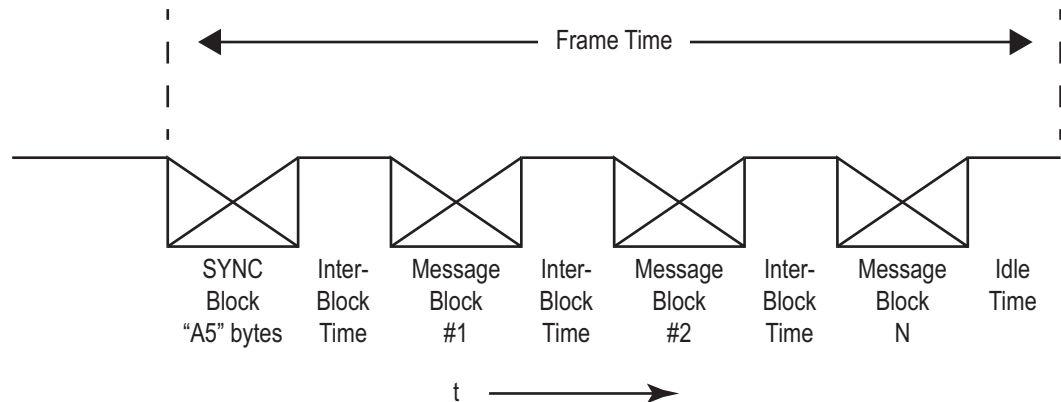 Frame Time
SYNC
Block
“A5” bytes
Inter-
Block
Time
Message
Block
#1
Inter-
Block
Time
Message
Block
#2
Inter-
Block
Time
Message
Block
N
Idle
Time
t